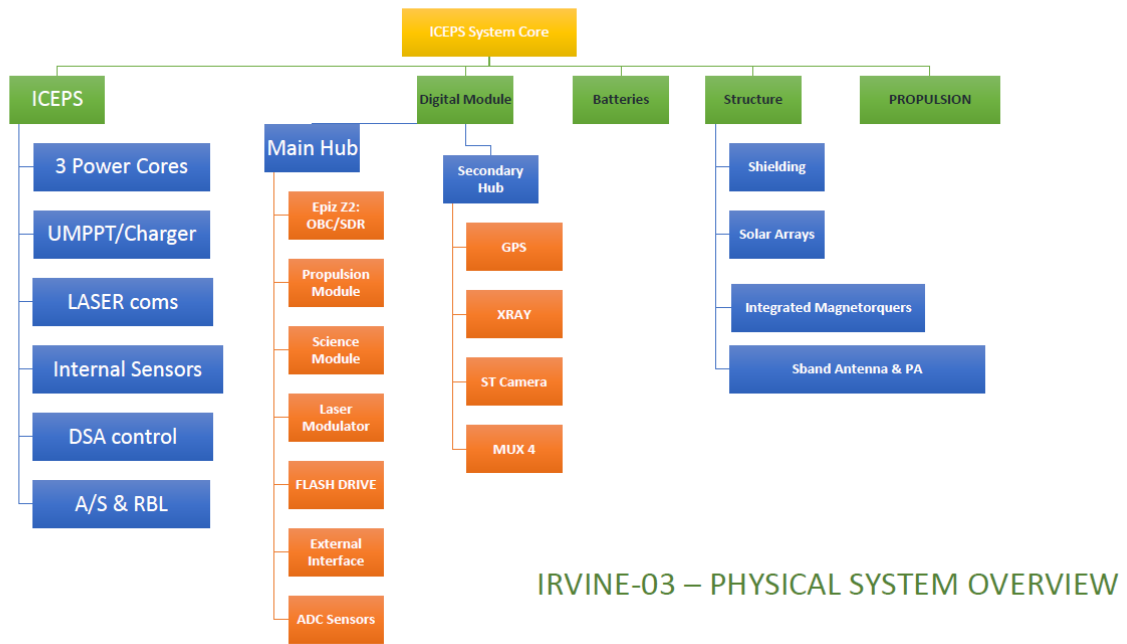 ICEPS System Core
ICEPS
Digital Module
Batteries
Structure
PROPULSION
3 Power Cores
UMPPT/Charger
LASER coms
Internal Sensors
DSA control
A/S & RBL
Main Hub
Epiz Z2:
OBC/SDR
Propulsion
Module
Science
Module
Laser
Modulator
FLASH DRIVE
External
Interface
ADC Sensors
Secondary
Hub
GPS
XRAY
ST Camera
MUX 4
Shielding
Solar Arrays
Integrated Magnetorquers
Sband Antenna & PA
IRVINE-03 – PHYSICAL SYSTEM OVERVIEW